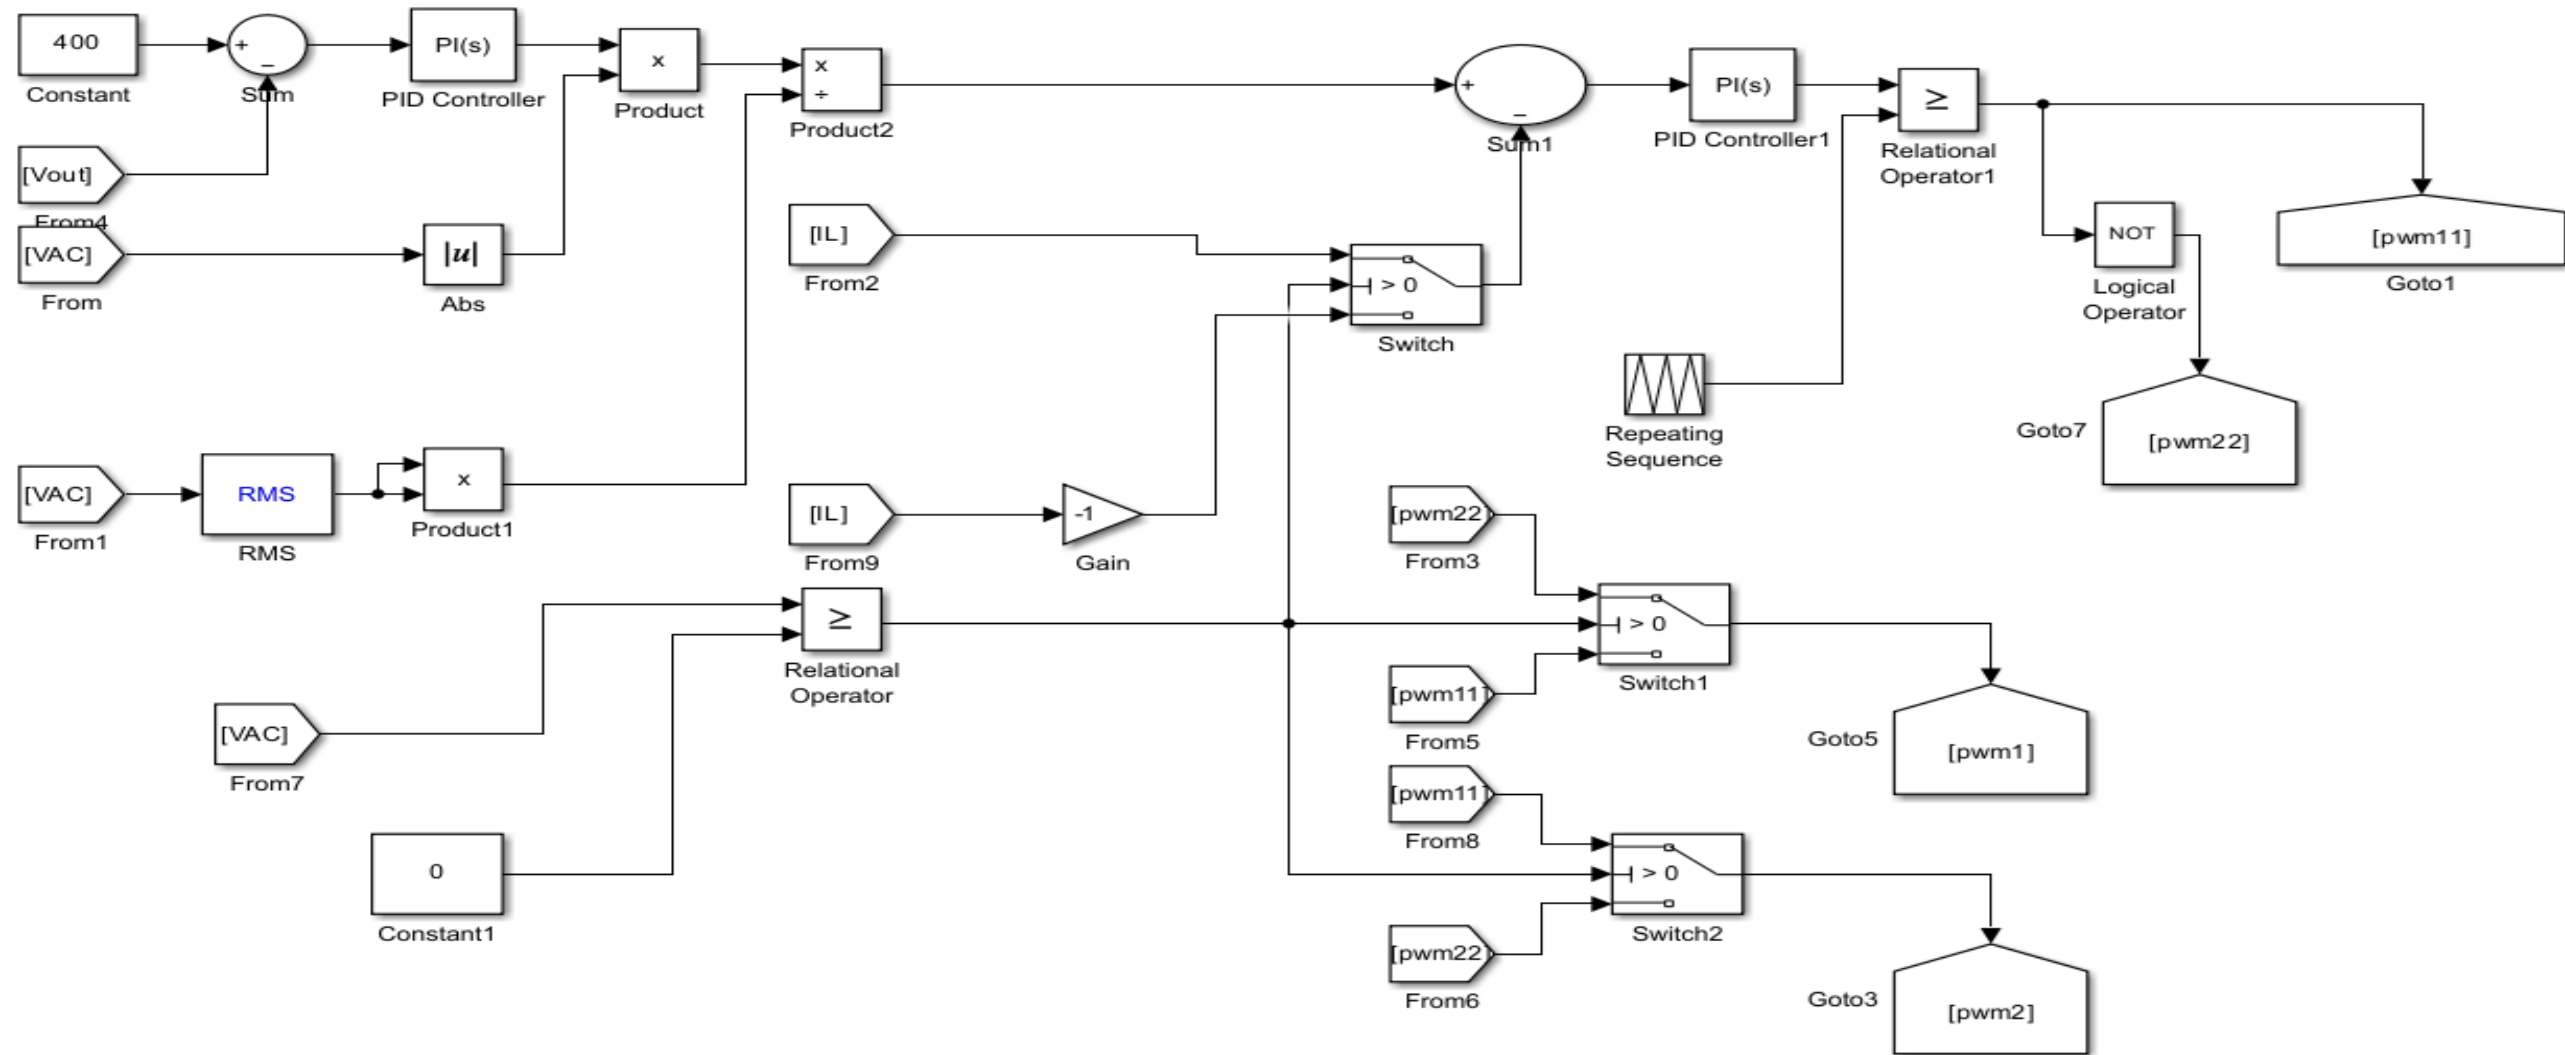 400
Constant
+
−
Sum
PI(s)
PID Controller
x
Product
x
÷
Product2
+
−
Sum1
PI(s)
PID Controller1
≥
Relational
Operator1
[Vout]
From4
[VAC]
From
|u|
Abs
[IL]
From2
> 0
Switch
NOT
Logical
Operator
[pwm11]
Goto1
Repeating
Sequence
Goto7
[pwm22]
[VAC]
From1
RMS
RMS
x
Product1
[IL]
From9
-1
Gain
[pwm22]
From3
≥
Relational
Operator
> 0
Switch1
[pwm11]
From5
[VAC]
From7
Goto5
[pwm1]
[pwm11]
From8
0
Constant1
> 0
Switch2
[pwm22]
From6
Goto3
[pwm2]